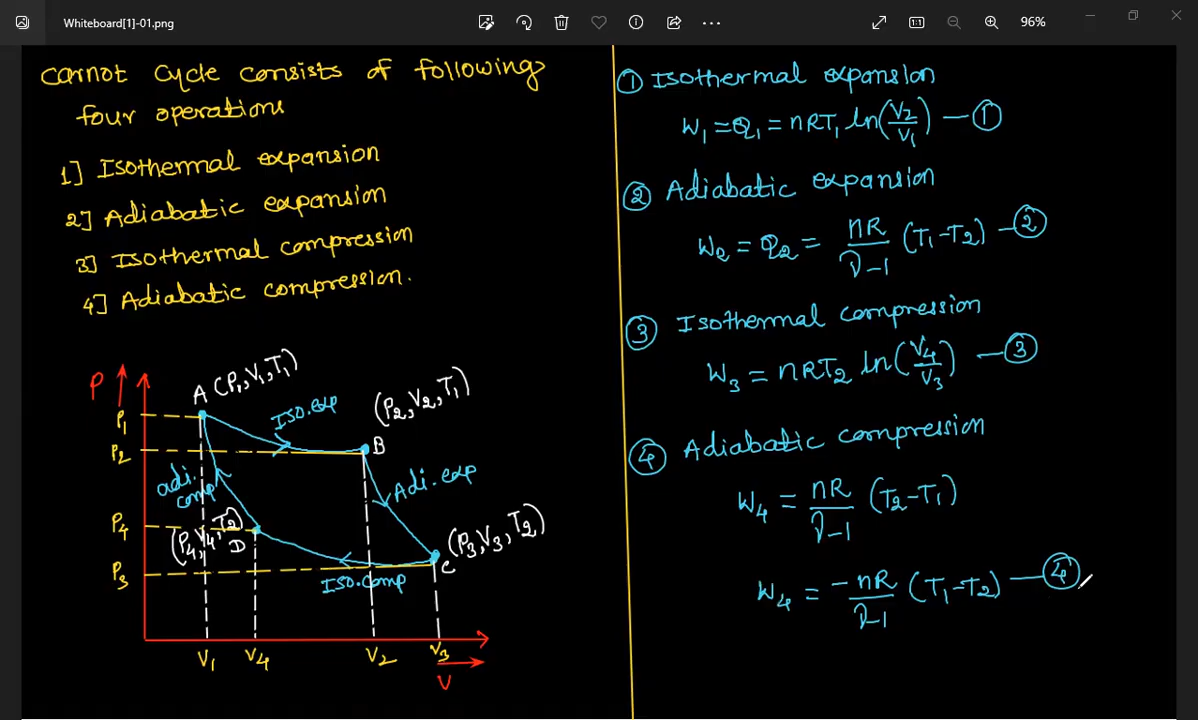 Whiteboard[1]-01.png
96%
Carnot Cycle consists of following
four operations
1] Isothermal expansion
2] Adiabatic expansion
3] Isothermal compression
4] Adiabatic compression.
P
P1
P2
P4
P3
A (P1,V1,T1)
ISO.exp
(P2,V2,T1)
B
adi.
comp
Adi.exp
(P4,V4,T2)
D
(P3,V3,T2)
C
ISO.comp
V1 V4 V2 V3
V
① Isothermal expansion
W1 = Q1 = nRT1 ln(V2/V1) — ①
② Adiabatic expansion
W2 = Q2 = nR/γ-1 (T1-T2) — ②
③ Isothermal compression
W3 = nRT2 ln(V4/V3) — ③
④ Adiabatic compression
W4 = nR/γ-1 (T2-T1)
W4 = -nR/γ-1 (T1-T2) — ④